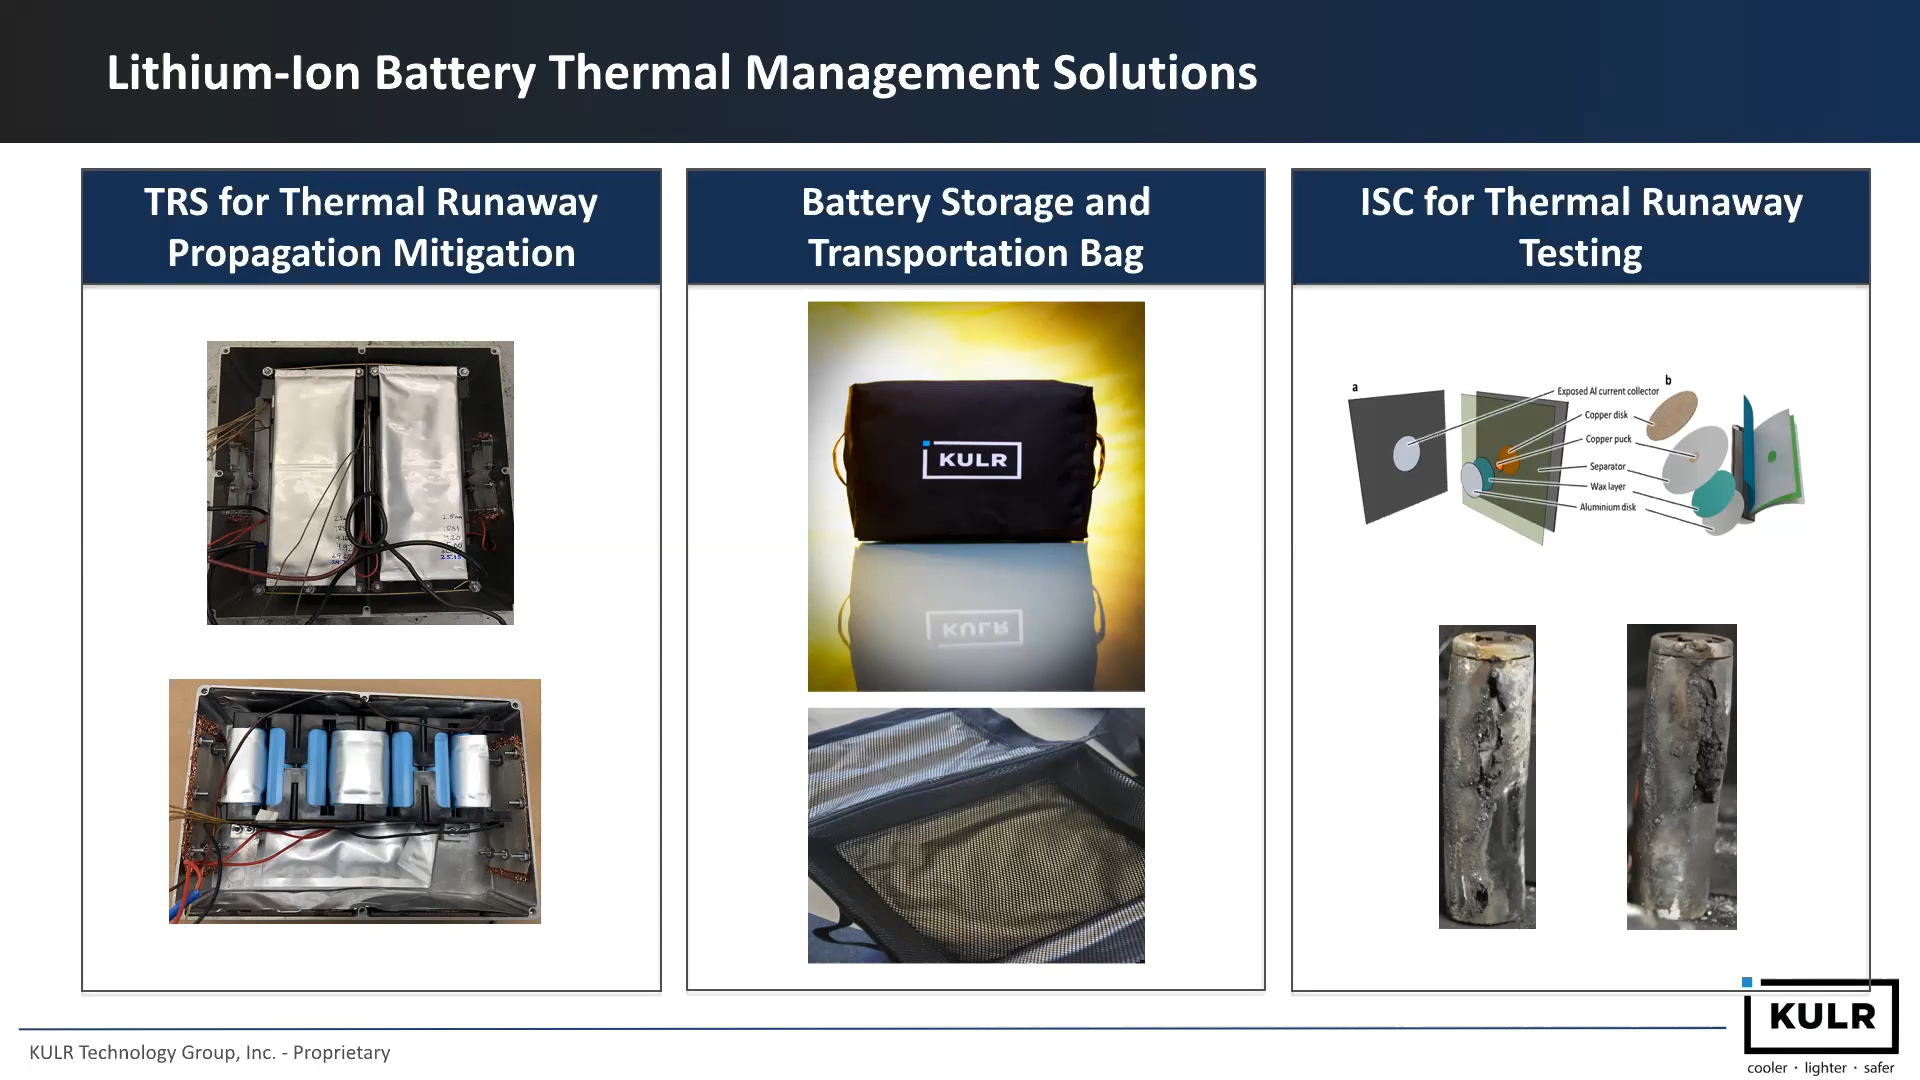 Lithium-Ion Battery Thermal Management Solutions
TRS for Thermal Runaway
Propagation Mitigation
Battery Storage and
Transportation Bag
KULR
KULR
ISC for Thermal Runaway
Testing
a
b
Exposed Al current collector
Copper disk
Copper puck
Separator
Wax layer
Aluminium disk
KULR Technology Group, Inc. - Proprietary
KULR
cooler · lighter · safer